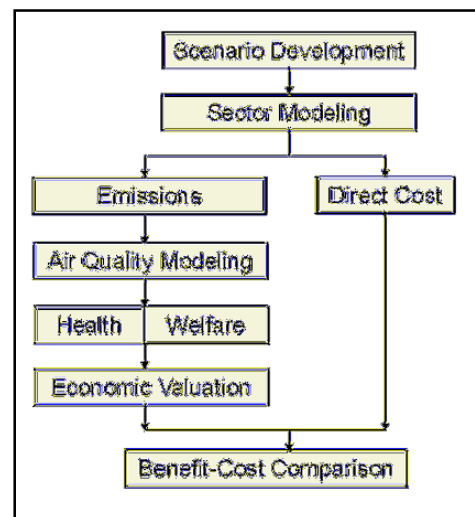 Scenario Development
Sector Modeling
Emissions
Direct Cost
Air Quality Modeling
Health
Welfare
Economic Valuation
Benefit-Cost Comparison